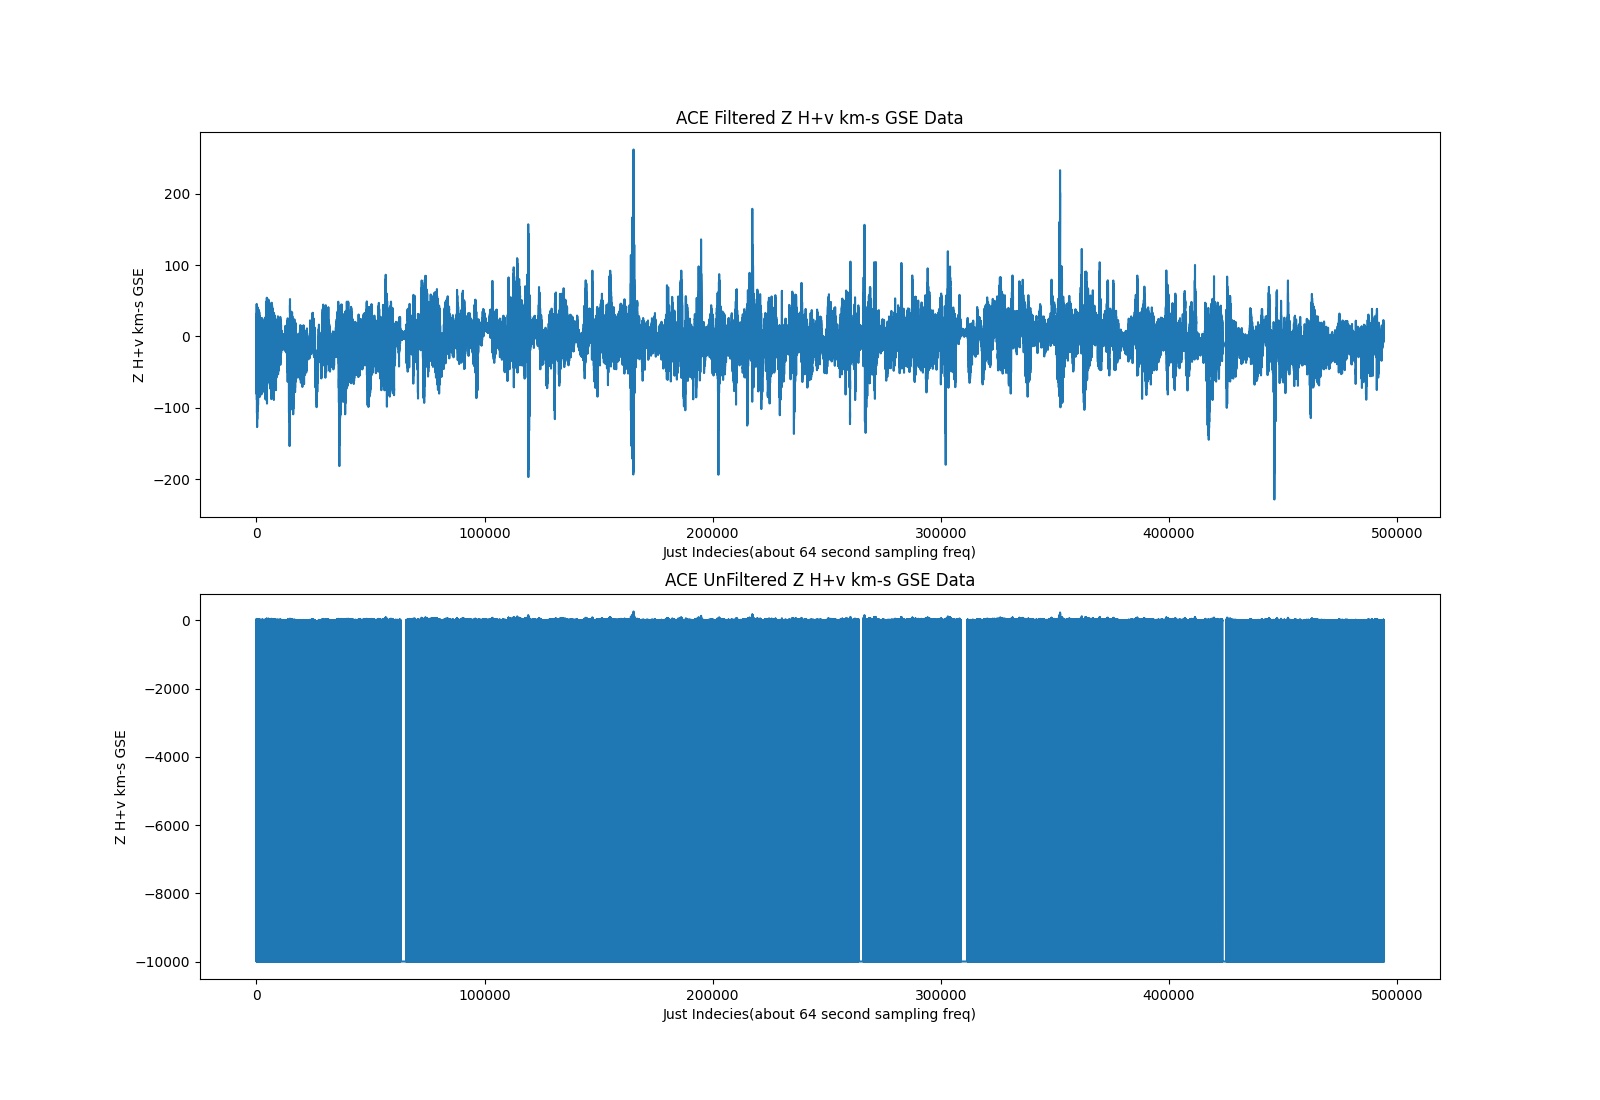 ACE Filtered Z H+v km-s GSE Data
Z H+v km-s GSE
200
100
0
−100
−200
0 100000 200000 300000 400000 500000
Just Indecies(about 64 second sampling freq)
ACE UnFiltered Z H+v km-s GSE Data
Z H+v km-s GSE
0
−2000
−4000
−6000
−8000
−10000
0 100000 200000 300000 400000 500000
Just Indecies(about 64 second sampling freq)